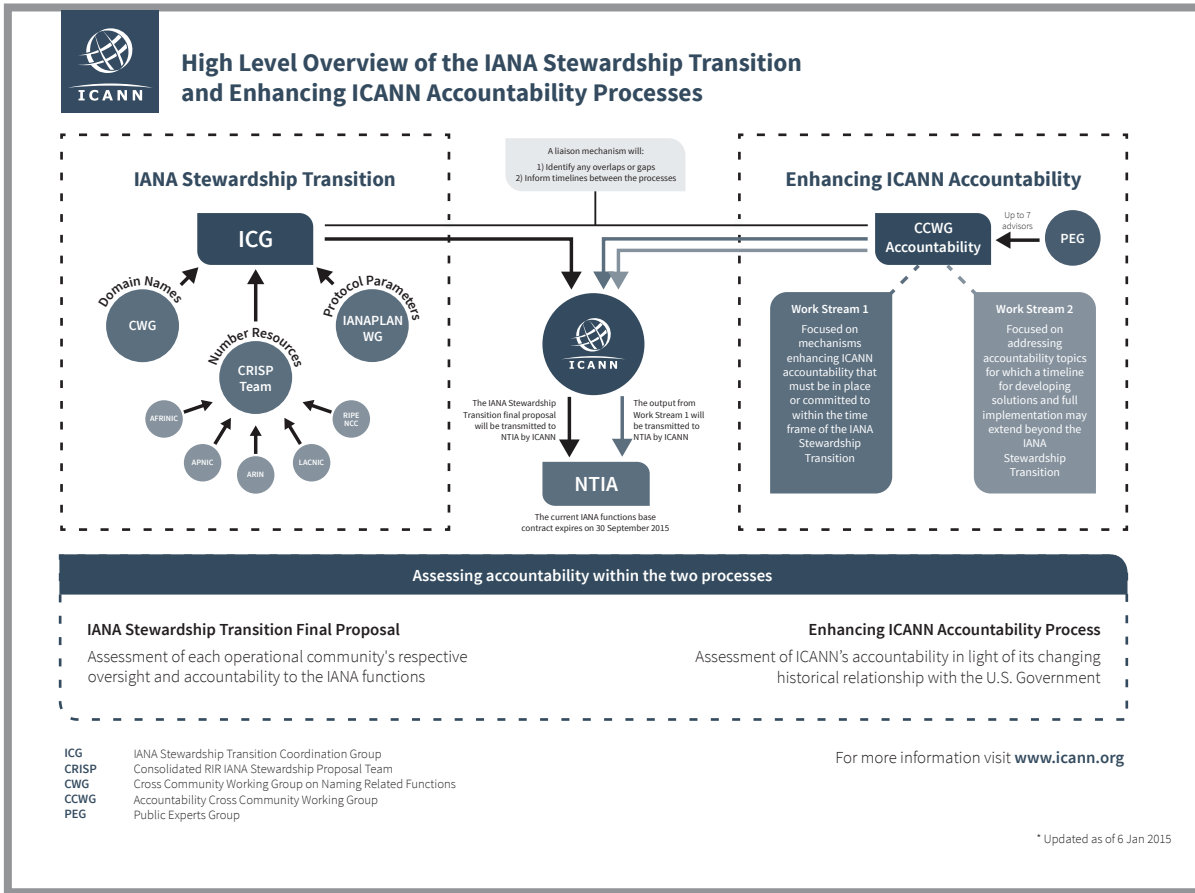 ICANN
High Level Overview of the IANA Stewardship Transition
and Enhancing ICANN Accountability Processes
A liaison mechanism will:
1) Identify any overlaps or gaps
2) Inform timelines between the processes
IANA Stewardship Transition
ICG
Domain Names
CWG
Number Resources
CRISP
Team
Protocol Parameters
IANAPLAN
WG
AFRINIC
APNIC
ARIN
LACNIC
RIPE
NCC
ICANN
The IANA Stewardship
Transition final proposal
will be transmitted to
NTIA by ICANN
The output from
Work Stream 1 will
be transmitted to
NTIA by ICANN
NTIA
The current IANA functions base
contract expires on 30 September 2015
Enhancing ICANN Accountability
CCWG
Accountability
Up to 7
advisors
PEG
Work Stream 1
Focused on
mechanisms
enhancing ICANN
accountability that
must be in place
or committed to
within the time
frame of the IANA
Stewardship
Transition
Work Stream 2
Focused on
addressing
accountability topics
for which a timeline
for developing
solutions and full
implementation may
extend beyond the
IANA
Stewardship
Transition
Assessing accountability within the two processes
IANA Stewardship Transition Final Proposal
Assessment of each operational community's respective
oversight and accountability to the IANA functions
Enhancing ICANN Accountability Process
Assessment of ICANN’s accountability in light of its changing
historical relationship with the U.S. Government
ICG IANA Stewardship Transition Coordination Group
CRISP Consolidated RIR IANA Stewardship Proposal Team
CWG Cross Community Working Group on Naming Related Functions
CCWG Accountability Cross Community Working Group
PEG Public Experts Group
For more information visit www.icann.org
* Updated as of 6 Jan 2015